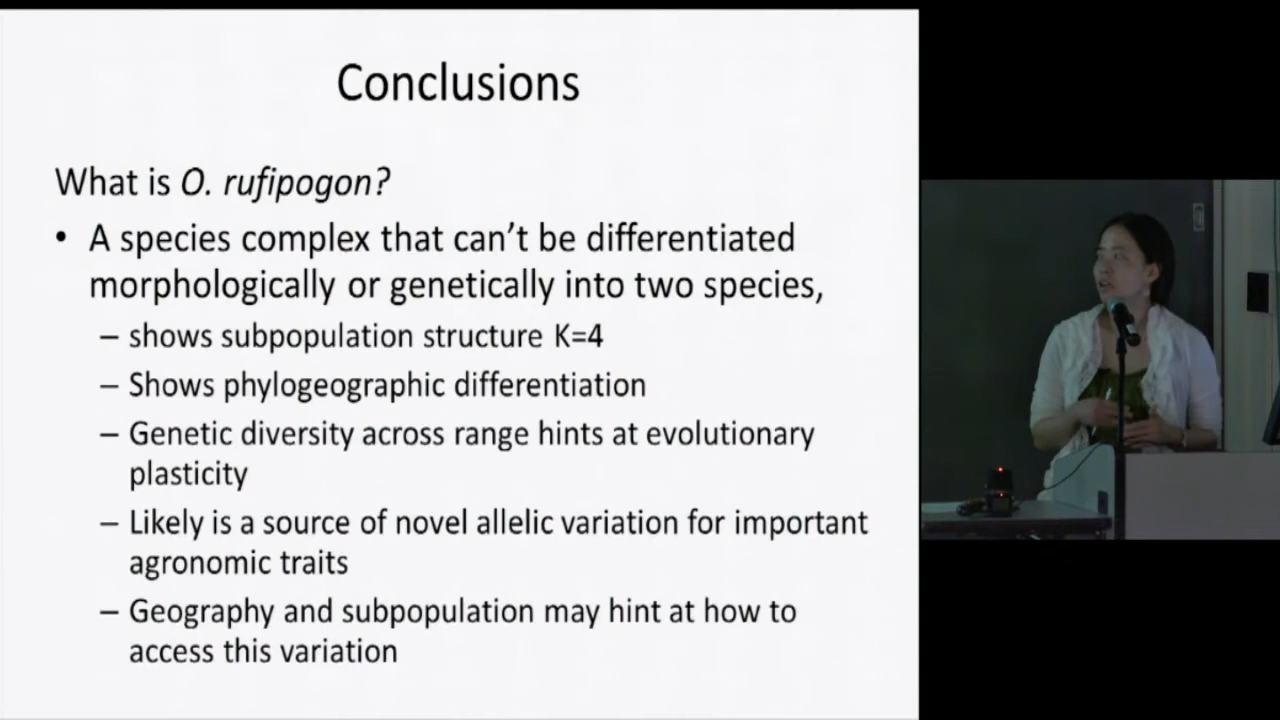 Conclusions
What is O. rufipogon?
• A species complex that can't be differentiated
morphologically or genetically into two species,
– shows subpopulation structure K=4
– Shows phylogeographic differentiation
– Genetic diversity across range hints at evolutionary
plasticity
– Likely is a source of novel allelic variation for important
agronomic traits
– Geography and subpopulation may hint at how to
access this variation